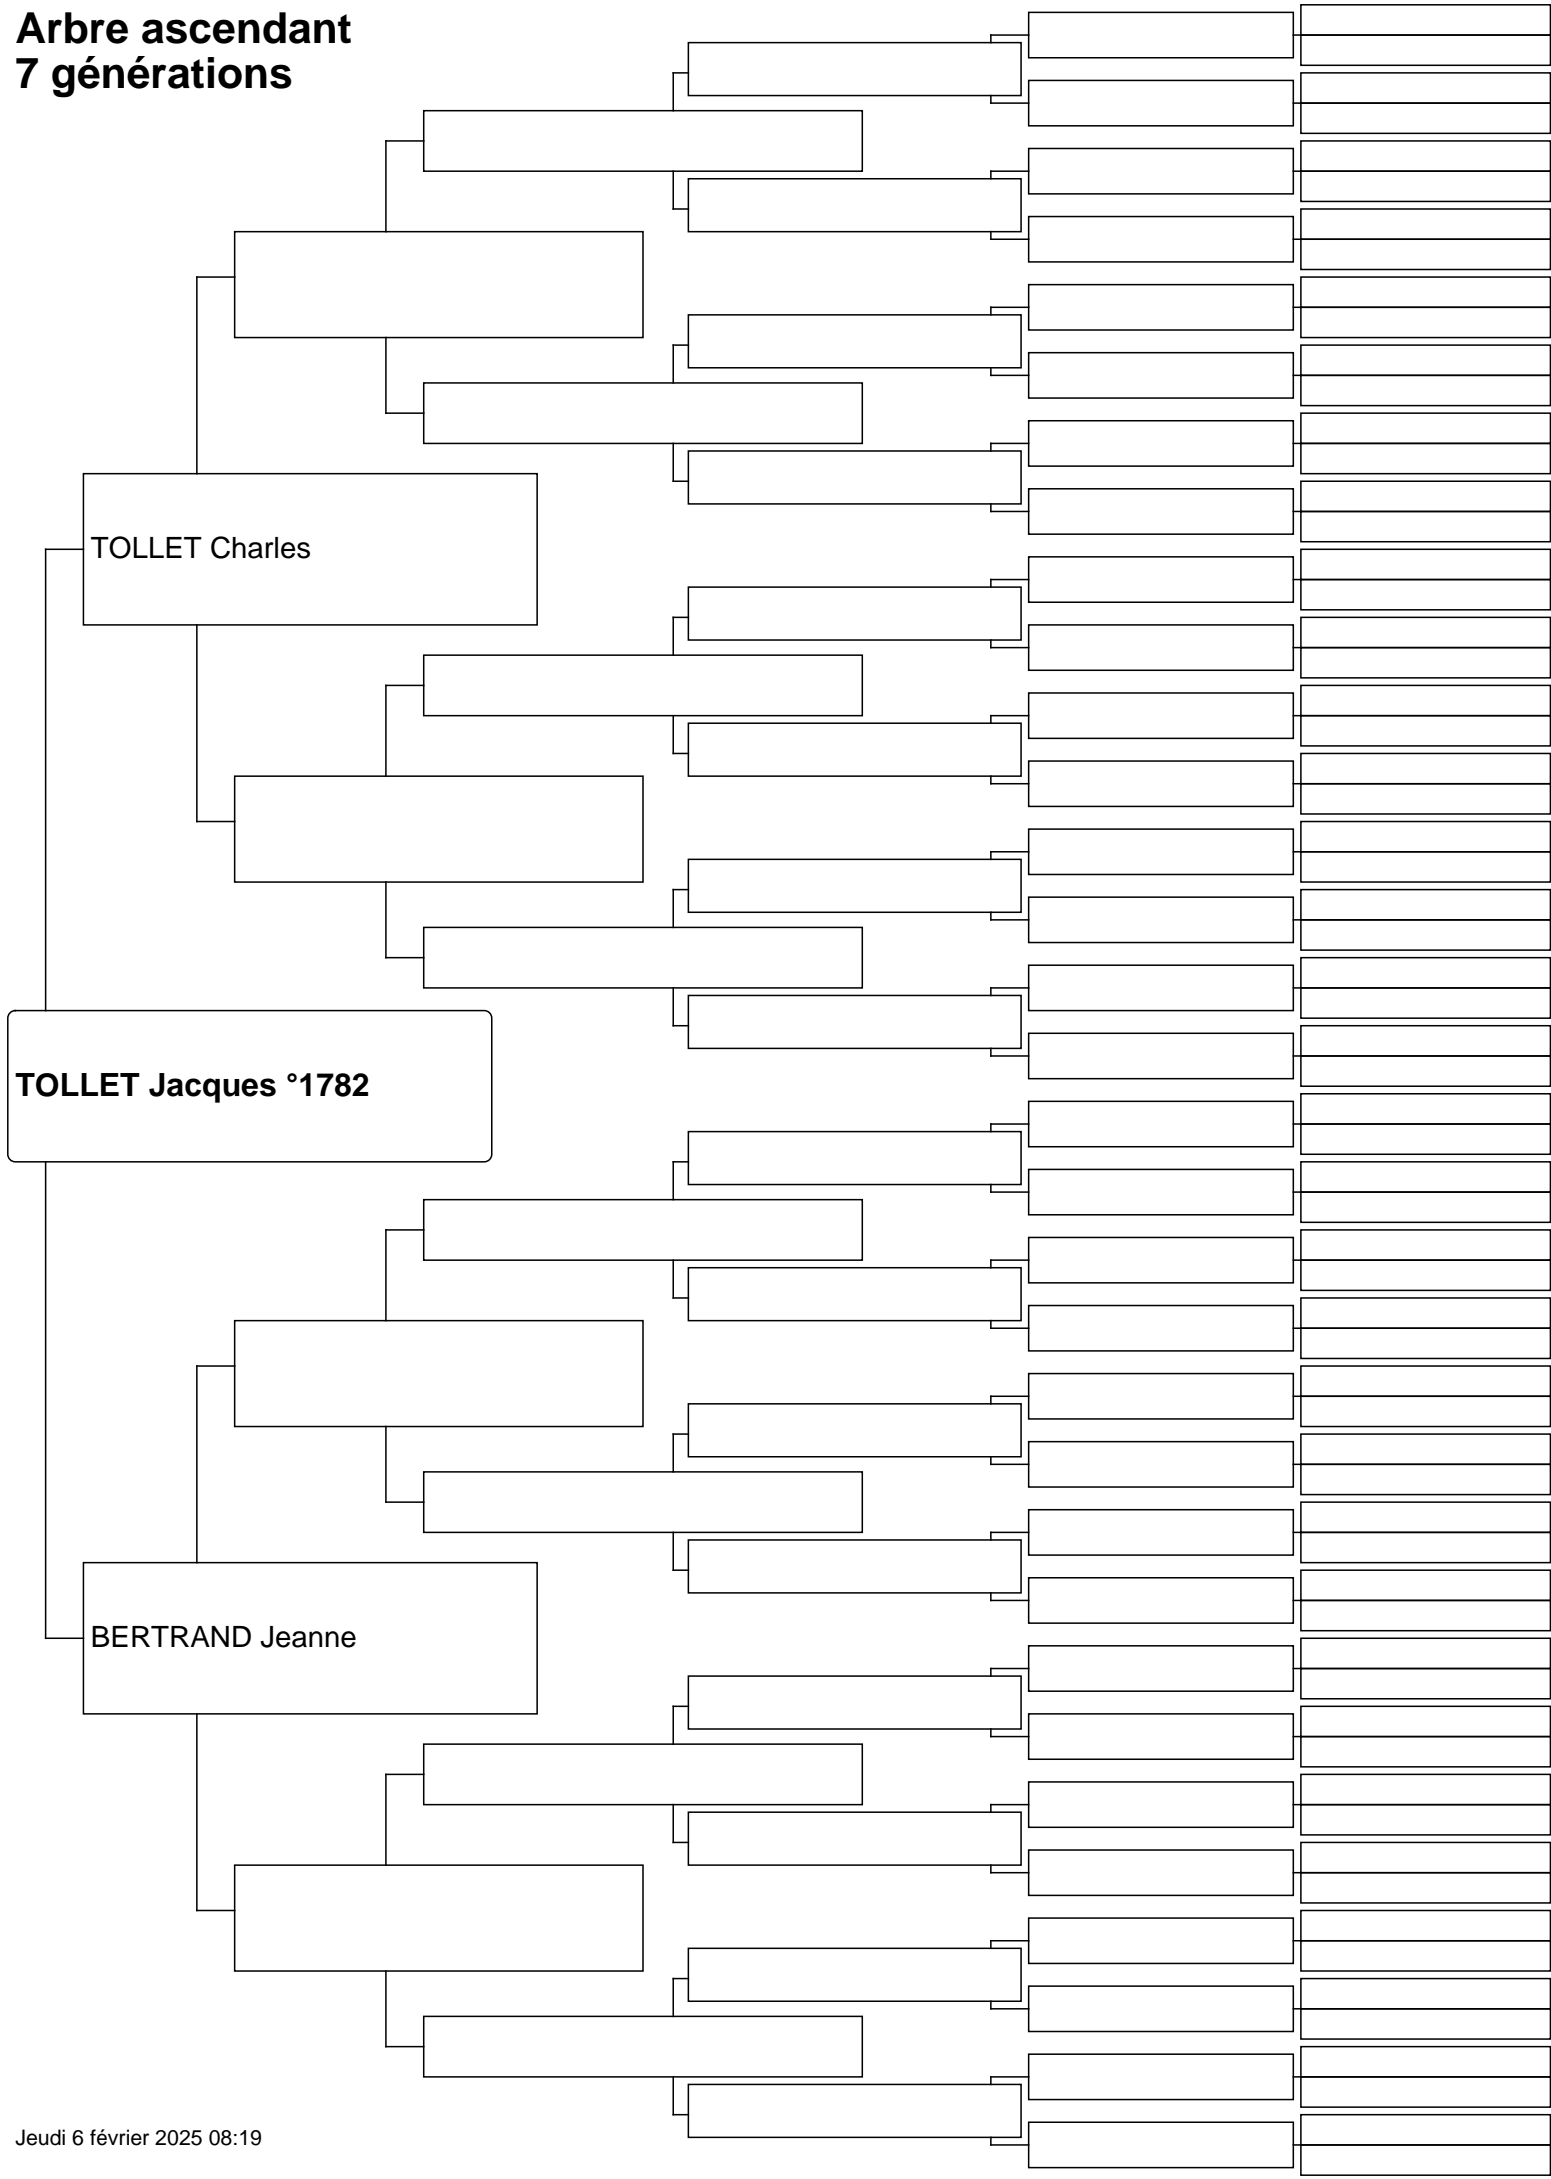 Arbre ascendant
7 générations
TOLLET Charles
TOLLET Jacques °1782
BERTRAND Jeanne
Jeudi 6 février 2025 08:19